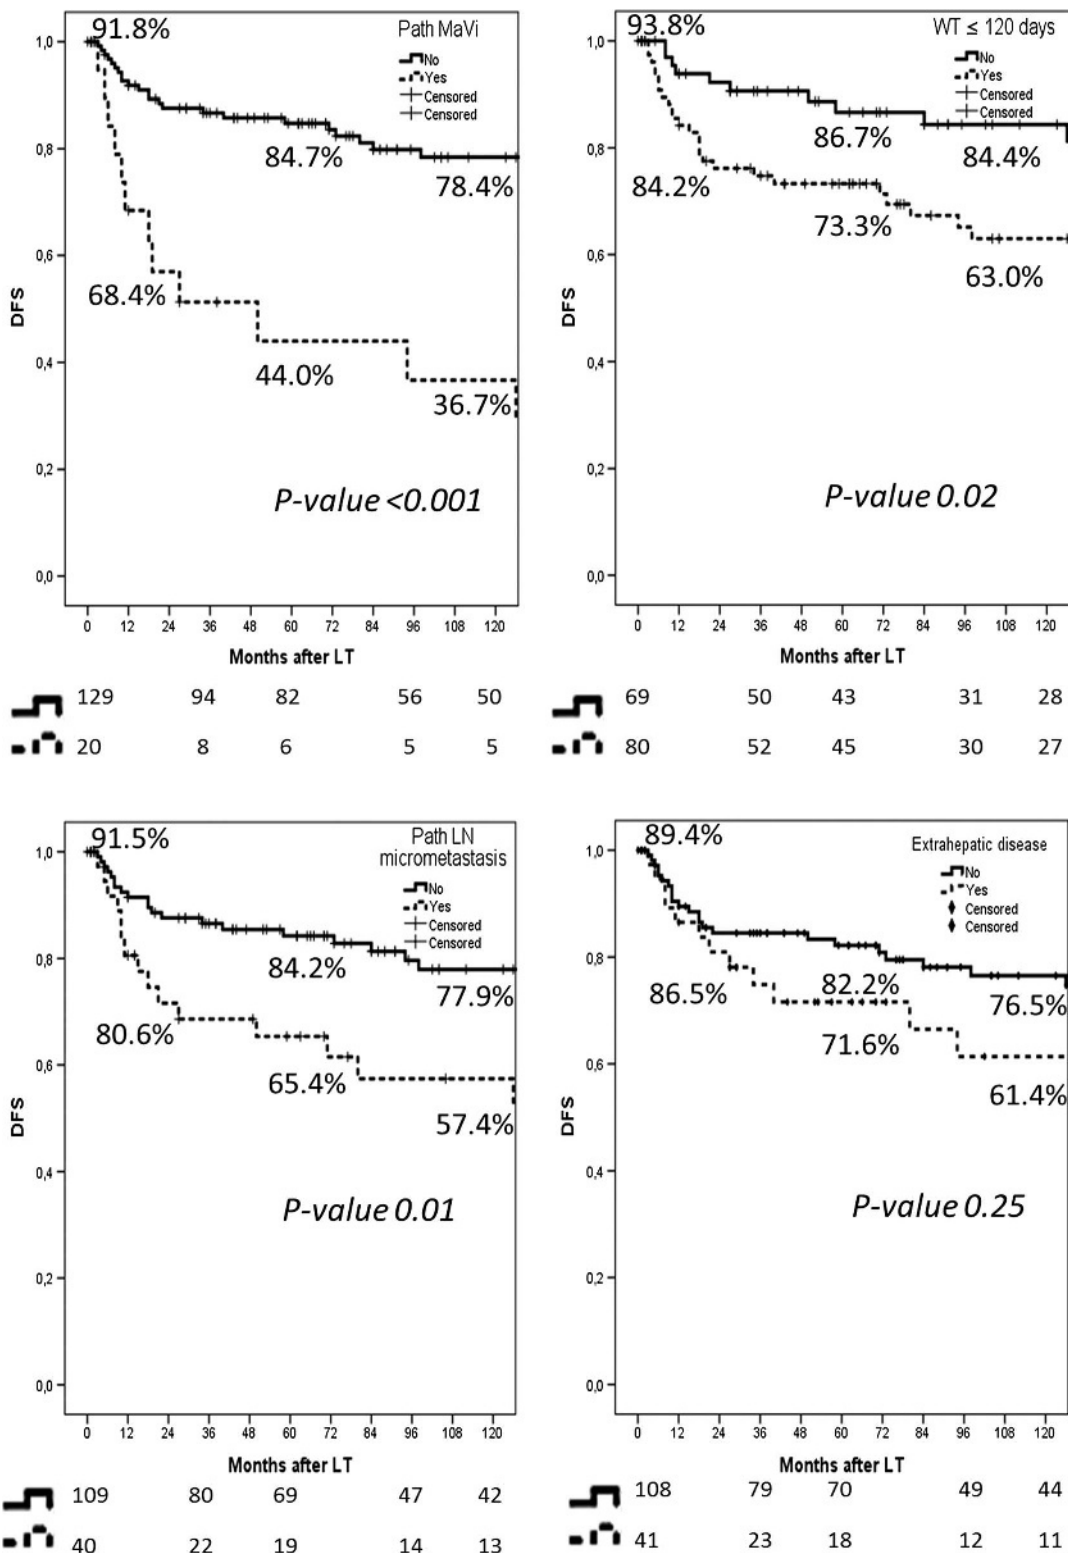 91.8%
Path MaVi
No
Yes
Censored
Censored
1,0
0,8
0,6
0,4
0,2
0,0
DFS
84.7%
78.4%
68.4%
44.0%
36.7%
P-value <0.001
0 12 24 36 48 60 72 84 96 108 120
Months after LT
129 94 82 56 50
20 8 6 5 5
93.8%
WT ≤ 120 days
No
Yes
Censored
Censored
1,0
0,8
0,6
0,4
0,2
0,0
DFS
86.7%
84.4%
84.2%
73.3%
63.0%
P-value 0.02
0 12 24 36 48 60 72 84 96 108 120
Months after LT
69 50 43 31 28
80 52 45 30 27
91.5%
Path LN
micrometastasis
No
Yes
Censored
Censored
1,0
0,8
0,6
0,4
0,2
0,0
DFS
84.2%
77.9%
80.6%
65.4%
57.4%
P-value 0.01
0 12 24 36 48 60 72 84 96 108 120
Months after LT
109 80 69 47 42
40 22 19 14 13
89.4%
Extrahepatic disease
No
Yes
Censored
Censored
1,0
0,8
0,6
0,4
0,2
0,0
DFS
86.5%
82.2%
76.5%
71.6%
61.4%
P-value 0.25
0 12 24 36 48 60 72 84 96 108 120
Months after LT
108 79 70 49 44
41 23 18 12 11